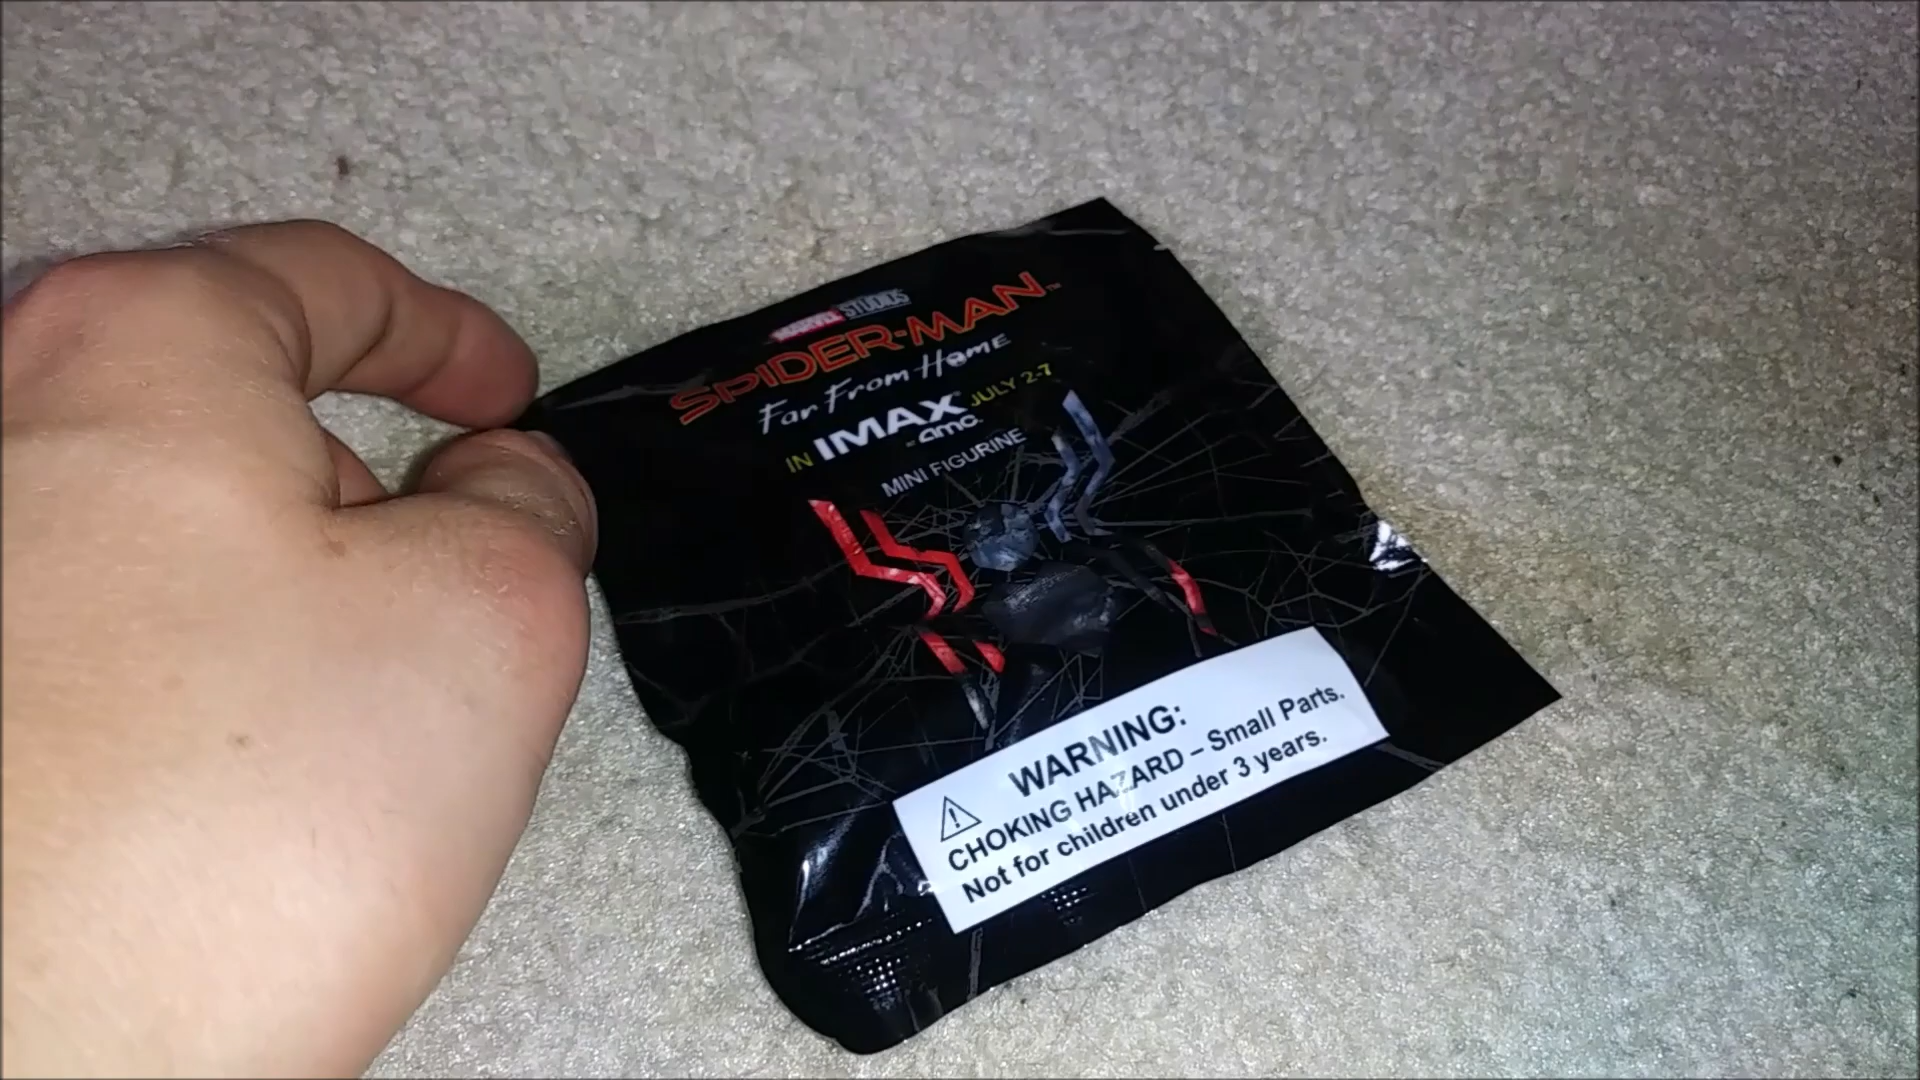 MARVEL STUDIOS
SPIDER-MAN™
Far From Home
IN IMAX® JULY 2-7
amc
MINI FIGURINE
WARNING:
CHOKING HAZARD – Small Parts.
Not for children under 3 years.